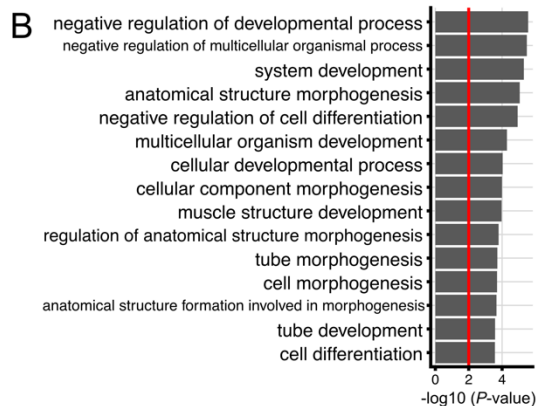 B
negative regulation of developmental process
negative regulation of multicellular organismal process
system development
anatomical structure morphogenesis
negative regulation of cell differentiation
multicellular organism development
cellular developmental process
cellular component morphogenesis
muscle structure development
regulation of anatomical structure morphogenesis
tube morphogenesis
cell morphogenesis
anatomical structure formation involved in morphogenesis
tube development
cell differentiation
0 2 4
-log10 (P-value)